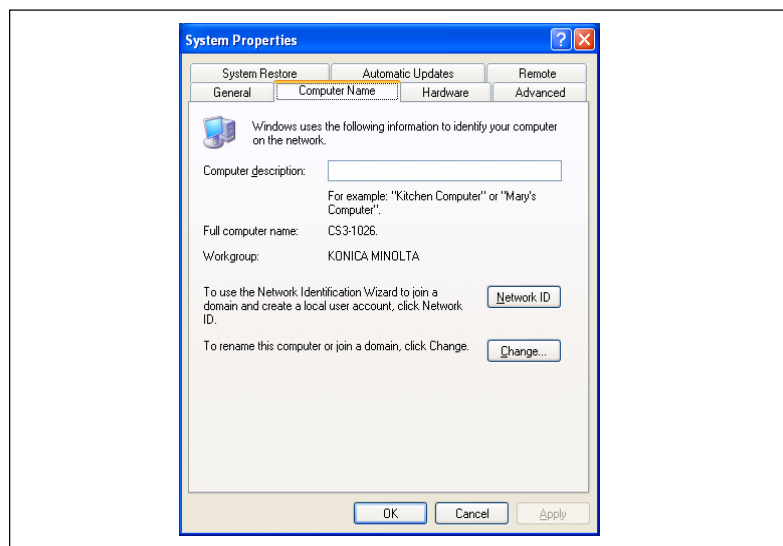 System Properties
System Restore
Automatic Updates
Remote
General
Computer Name
Hardware
Advanced
Windows uses the following information to identify your computer
on the network.
Computer description:
For example: "Kitchen Computer" or "Mary's
Computer".
Full computer name:
CS3-1026.
Workgroup:
KONICA MINOLTA
To use the Network Identification Wizard to join a
domain and create a local user account, click Network
ID.
Network ID
To rename this computer or join a domain, click Change.
Change...
OK
Cancel
Apply